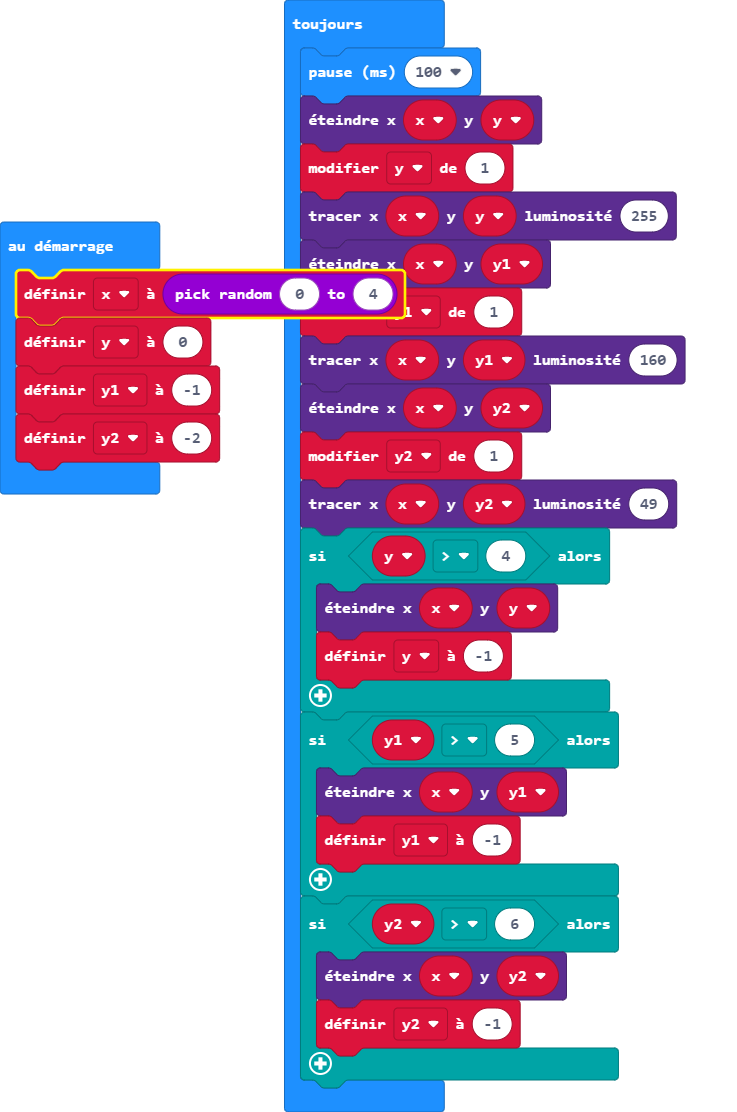 toujours
pause (ms) 100
éteindre x x y y
modifier y de 1
tracer x x y y luminosité 255
éteindre x x y y1
1 de 1
tracer x x y y1 luminosité 160
éteindre x x y y2
modifier y2 de 1
tracer x x y y2 luminosité 49
si y > 4 alors
éteindre x x y y
définir y à -1
si y1 > 5 alors
éteindre x x y y1
définir y1 à -1
si y2 > 6 alors
éteindre x x y y2
définir y2 à -1
au démarrage
définir x à pick random 0 to 4
définir y à 0
définir y1 à -1
définir y2 à -2